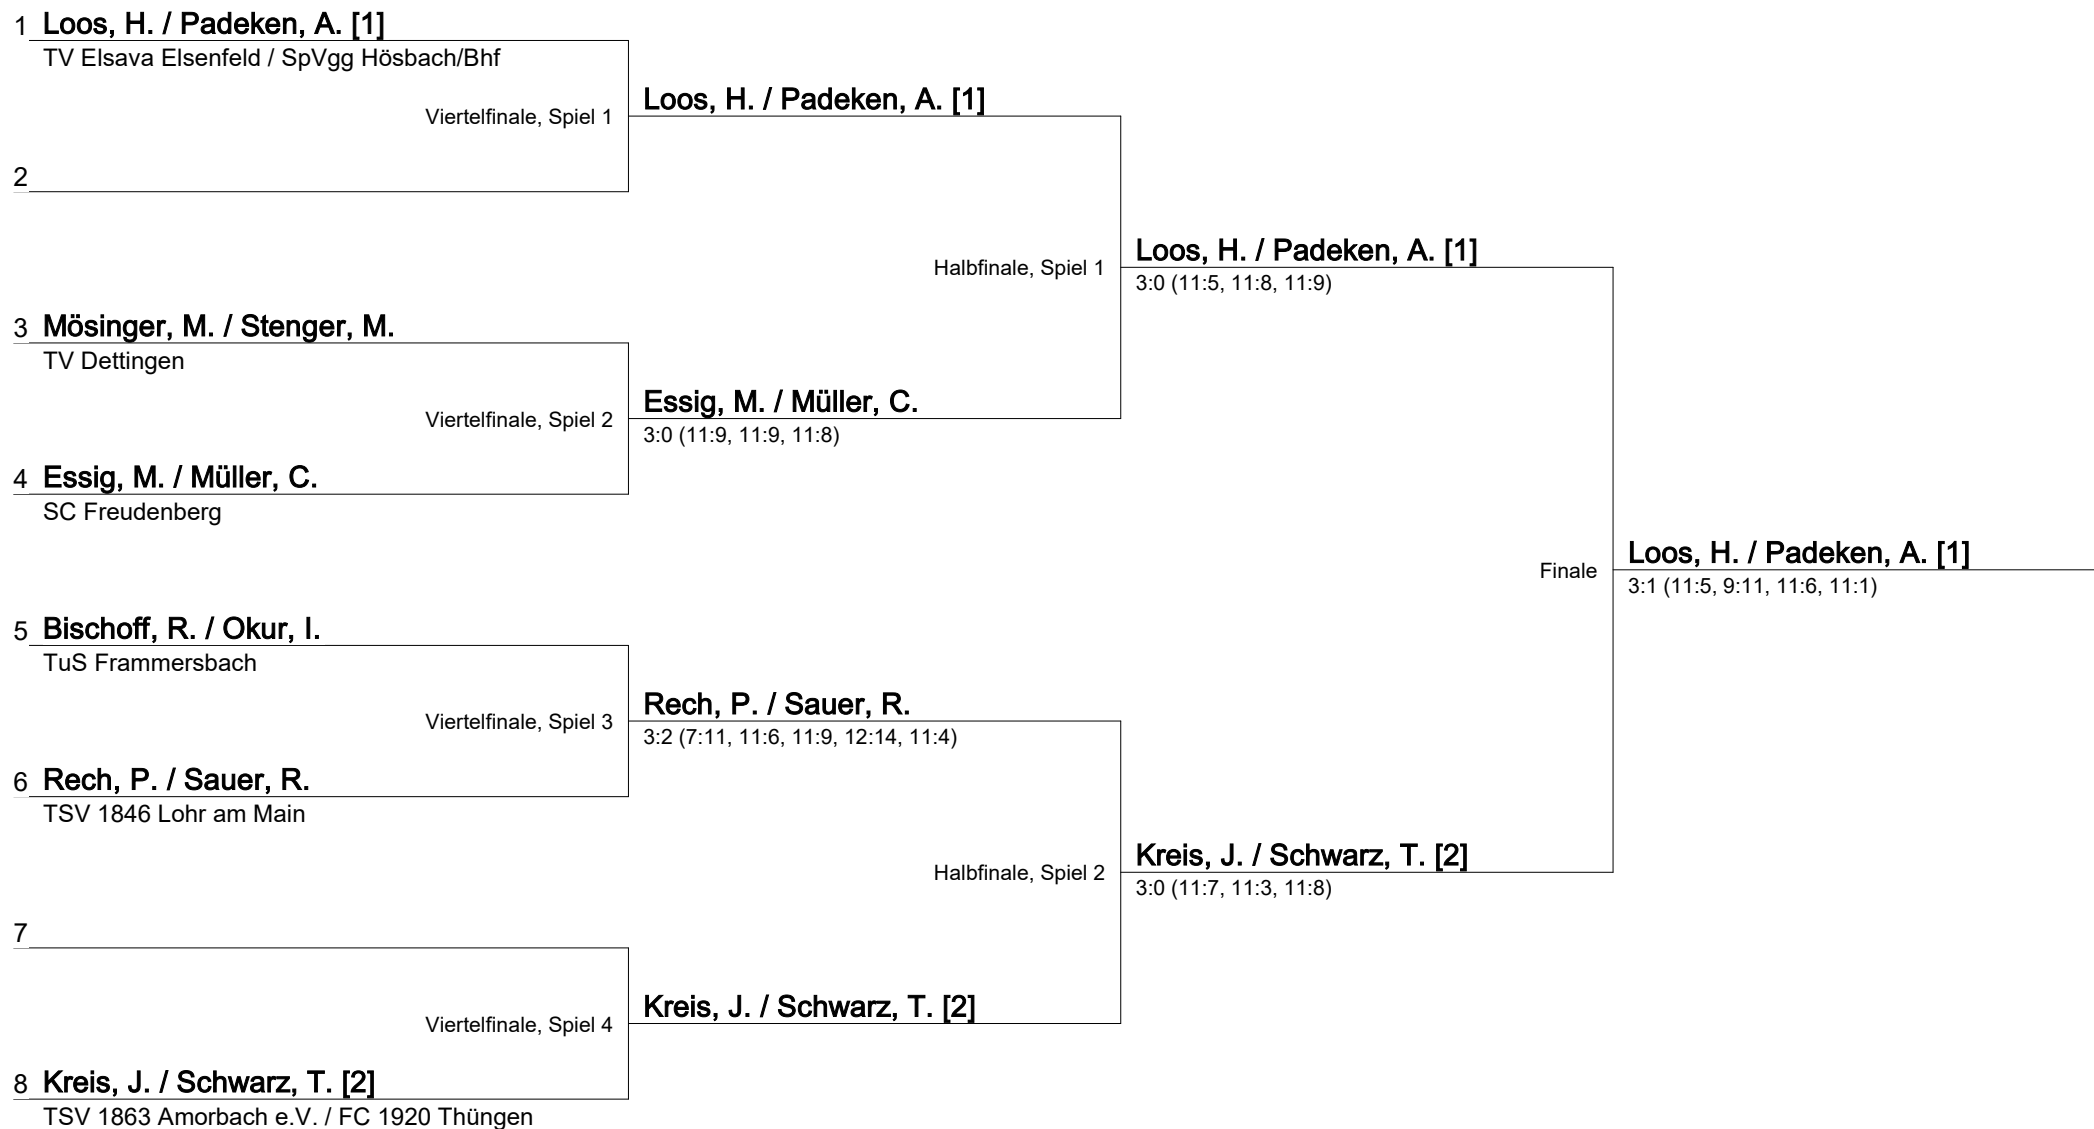 1 Loos, H. / Padeken, A. [1]
TV Elsava Elsenfeld / SpVgg Hösbach/Bhf
Viertelfinale, Spiel 1
Loos, H. / Padeken, A. [1]
2
Halbfinale, Spiel 1
Loos, H. / Padeken, A. [1]
3:0 (11:5, 11:8, 11:9)
3 Mösinger, M. / Stenger, M.
TV Dettingen
Viertelfinale, Spiel 2
Essig, M. / Müller, C.
3:0 (11:9, 11:9, 11:8)
4 Essig, M. / Müller, C.
SC Freudenberg
Finale
Loos, H. / Padeken, A. [1]
3:1 (11:5, 9:11, 11:6, 11:1)
5 Bischoff, R. / Okur, I.
TuS Frammersbach
Viertelfinale, Spiel 3
Rech, P. / Sauer, R.
3:2 (7:11, 11:6, 11:9, 12:14, 11:4)
6 Rech, P. / Sauer, R.
TSV 1846 Lohr am Main
Halbfinale, Spiel 2
Kreis, J. / Schwarz, T. [2]
3:0 (11:7, 11:3, 11:8)
7
Viertelfinale, Spiel 4
Kreis, J. / Schwarz, T. [2]
8 Kreis, J. / Schwarz, T. [2]
TSV 1863 Amorbach e.V. / FC 1920 Thüngen